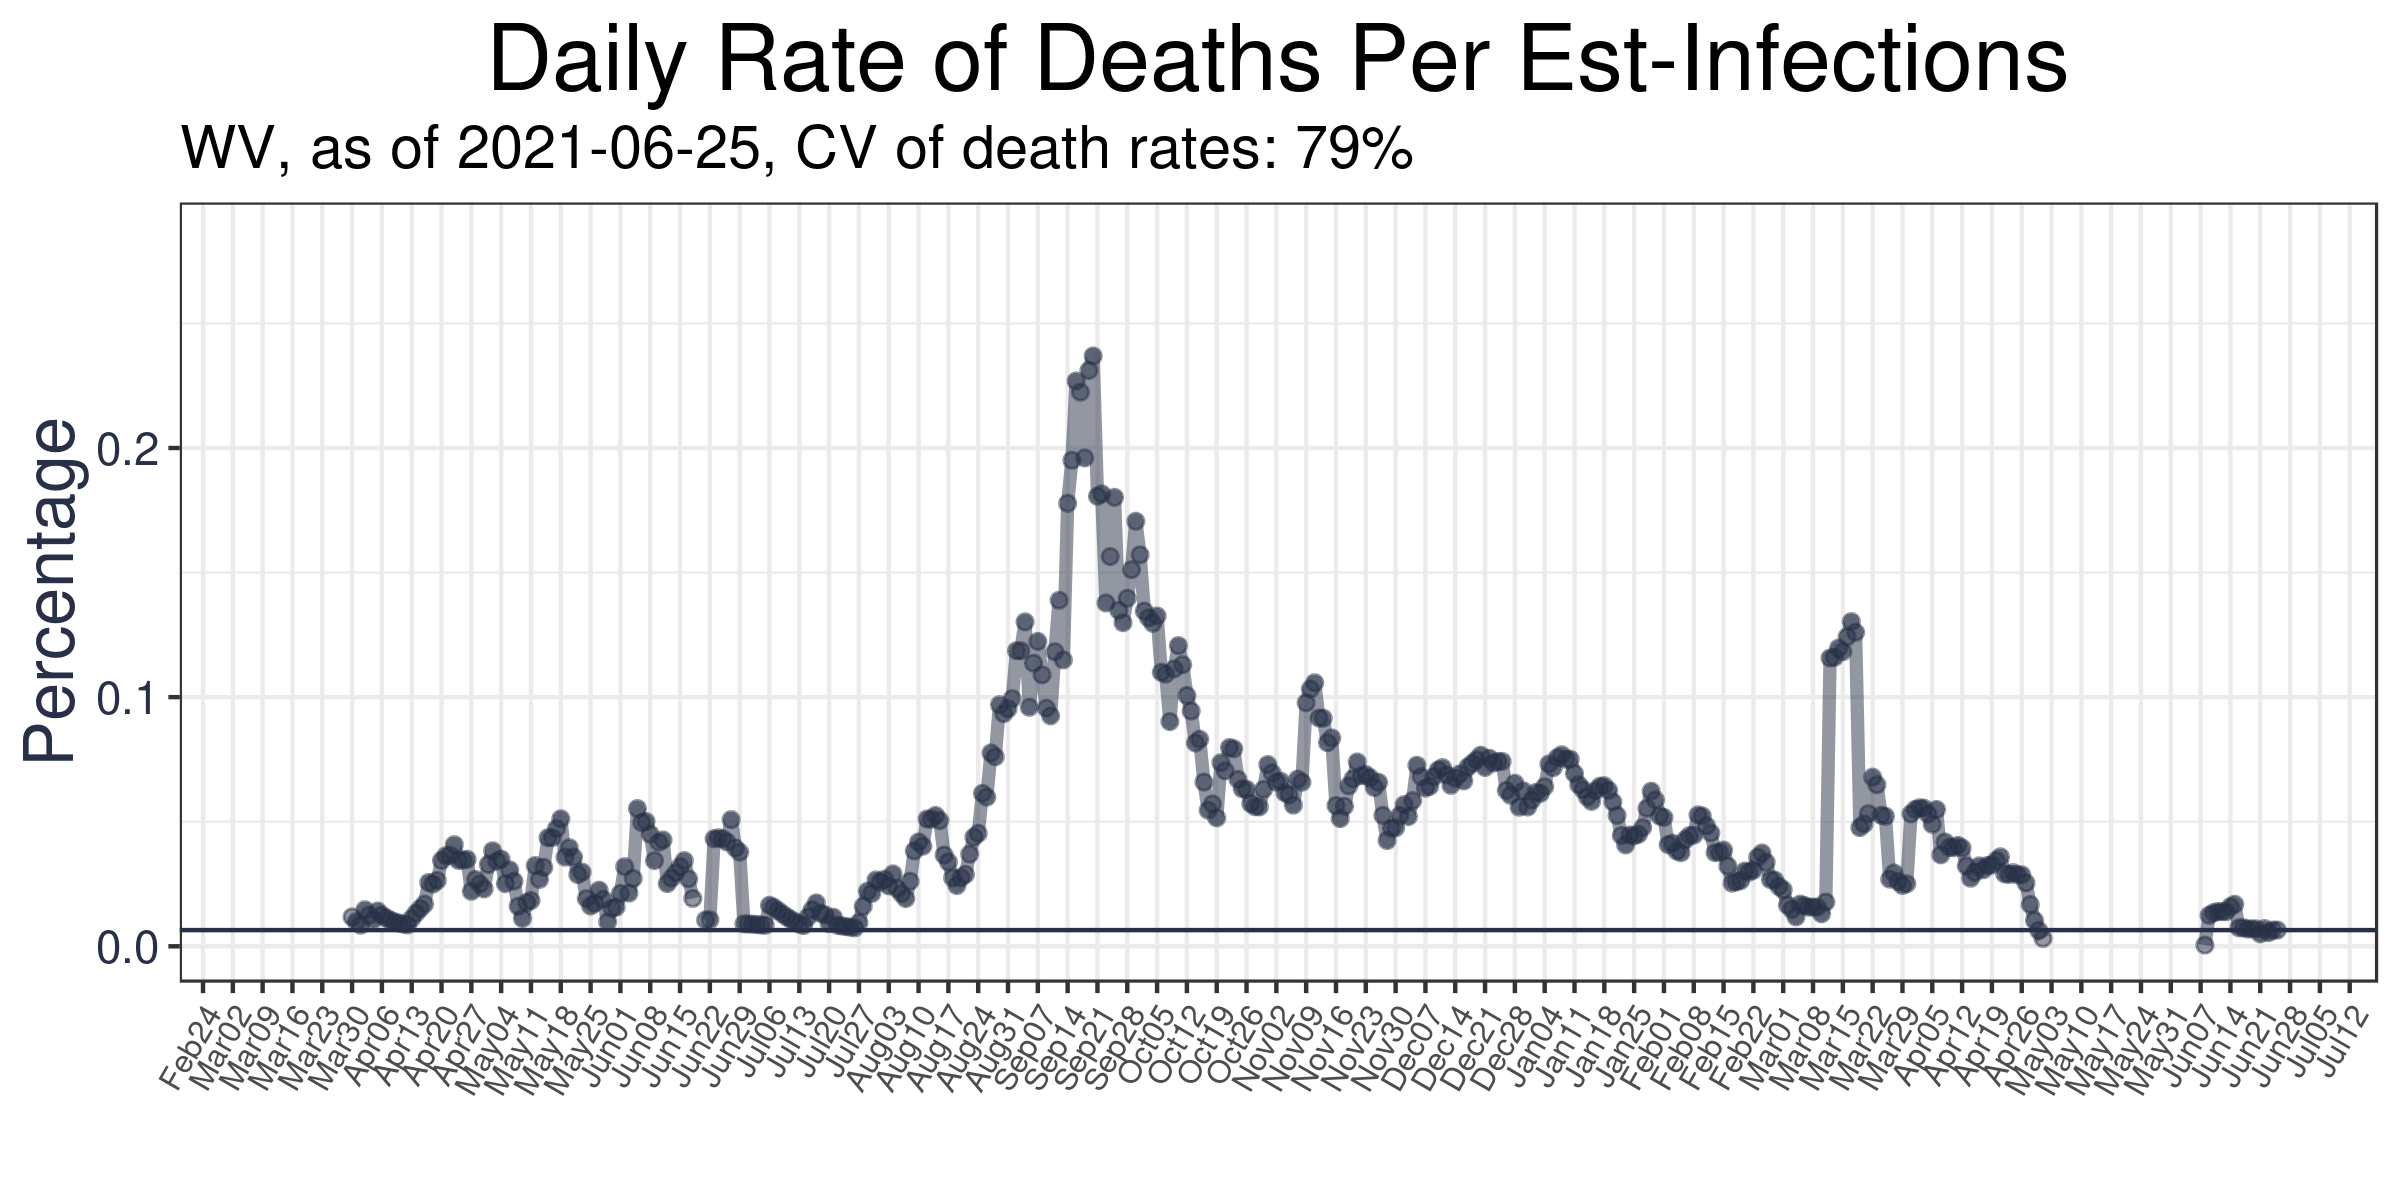 Daily Rate of Deaths Per Est-Infections
WV, as of 2021-06-25, CV of death rates: 79%
Percentage
0.2
0.1
0.0
Feb24 Mar02 Mar09 Mar16 Mar23 Mar30 Apr06 Apr13 Apr20 Apr27 May04 May11 May18 May25 Jun01 Jun08 Jun15 Jun22 Jun29 Jul06 Jul13 Jul20 Jul27 Aug03 Aug10 Aug17 Aug24 Aug31 Sep07 Sep14 Sep21 Sep28 Oct05 Oct12 Oct19 Oct26 Nov02 Nov09 Nov16 Nov23 Nov30 Dec07 Dec14 Dec21 Dec28 Jan04 Jan11 Jan18 Jan25 Feb01 Feb08 Feb15 Feb22 Mar01 Mar08 Mar15 Mar22 Mar29 Apr05 Apr12 Apr19 Apr26 May03 May10 May17 May24 May31 Jun07 Jun14 Jun21 Jun28 Jul05 Jul12